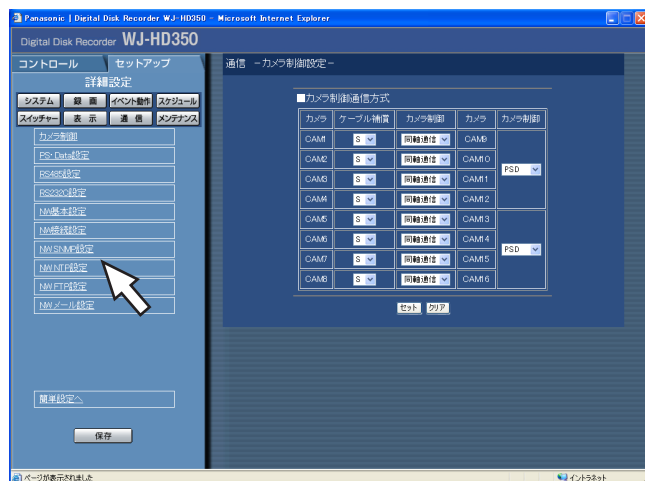 Panasonic | Digital Disk Recorder WJ-HD350 - Microsoft Internet Explorer
Digital Disk Recorder WJ-HD350
コントロール セットアップ
詳細設定
システム 録 画 イベント動作 スケジュール
スイッチャー 表 示 通 信 メンテナンス
カメラ制御
PS･Data設定
RS485設定
RS232C設定
NW基本設定
NW接続設定
NW SNMP設定
NW NTP設定
NW FTP設定
NW メール設定
簡単設定へ
保存
通信 －カメラ制御設定－
■カメラ制御通信方式
カメラ ケーブル補償 カメラ制御 カメラ カメラ制御
CAM1 S 同軸通信 CAM9
CAM2 S 同軸通信 CAM10
PSD
CAM3 S 同軸通信 CAM11
CAM4 S 同軸通信 CAM12
CAM5 S 同軸通信 CAM13
CAM6 S 同軸通信 CAM14
PSD
CAM7 S 同軸通信 CAM15
CAM8 S 同軸通信 CAM16
セット クリア
ページが表示されました イントラネット